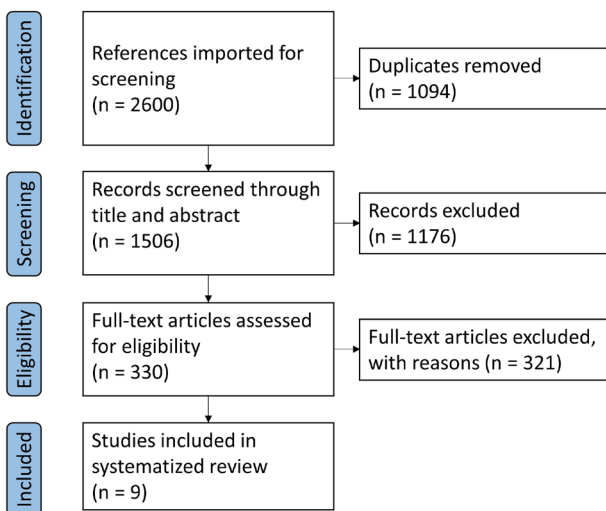 Identification
References imported for
screening
(n = 2600)
Duplicates removed
(n = 1094)
Screening
Records screened through
title and abstract
(n = 1506)
Records excluded
(n = 1176)
Eligibility
Full-text articles assessed
for eligibility
(n = 330)
Full-text articles excluded,
with reasons (n = 321)
Included
Studies included in
systematized review
(n = 9)